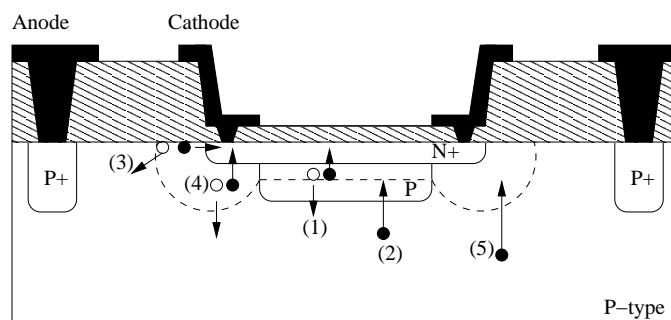 Anode Cathode
(3)
N+
P+
(4)
P
P+
(1)
(2)
(5)
P−type